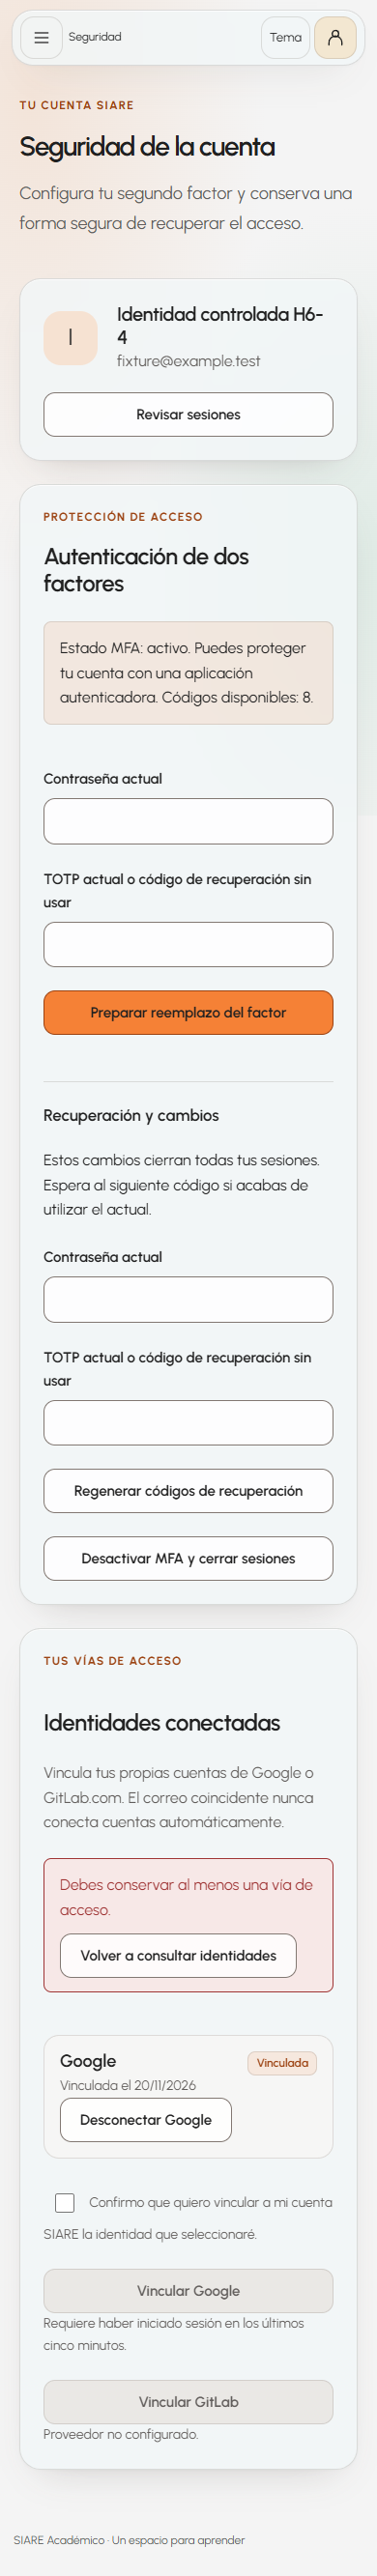 Seguridad
Tema
TU CUENTA SIARE
Seguridad de la cuenta
Configura tu segundo factor y conserva una
forma segura de recuperar el acceso.
I
Identidad controlada H6-
4
fixture@example.test
Revisar sesiones
PROTECCIÓN DE ACCESO
Autenticación de dos
factores
Estado MFA: activo. Puedes proteger
tu cuenta con una aplicación
autenticadora. Códigos disponibles: 8.
Contraseña actual
TOTP actual o código de recuperación sin
usar
Preparar reemplazo del factor
Recuperación y cambios
Estos cambios cierran todas tus sesiones.
Espera al siguiente código si acabas de
utilizar el actual.
Contraseña actual
TOTP actual o código de recuperación sin
usar
Regenerar códigos de recuperación
Desactivar MFA y cerrar sesiones
TUS VÍAS DE ACCESO
Identidades conectadas
Vincula tus propias cuentas de Google o
GitLab.com. El correo coincidente nunca
conecta cuentas automáticamente.
Debes conservar al menos una vía de
acceso.
Volver a consultar identidades
Google
Vinculada
Vinculada el 20/11/2026
Desconectar Google
Confirmo que quiero vincular a mi cuenta
SIARE la identidad que seleccionaré.
Vincular Google
Requiere haber iniciado sesión en los últimos
cinco minutos.
Vincular GitLab
Proveedor no configurado.
SIARE Académico · Un espacio para aprender